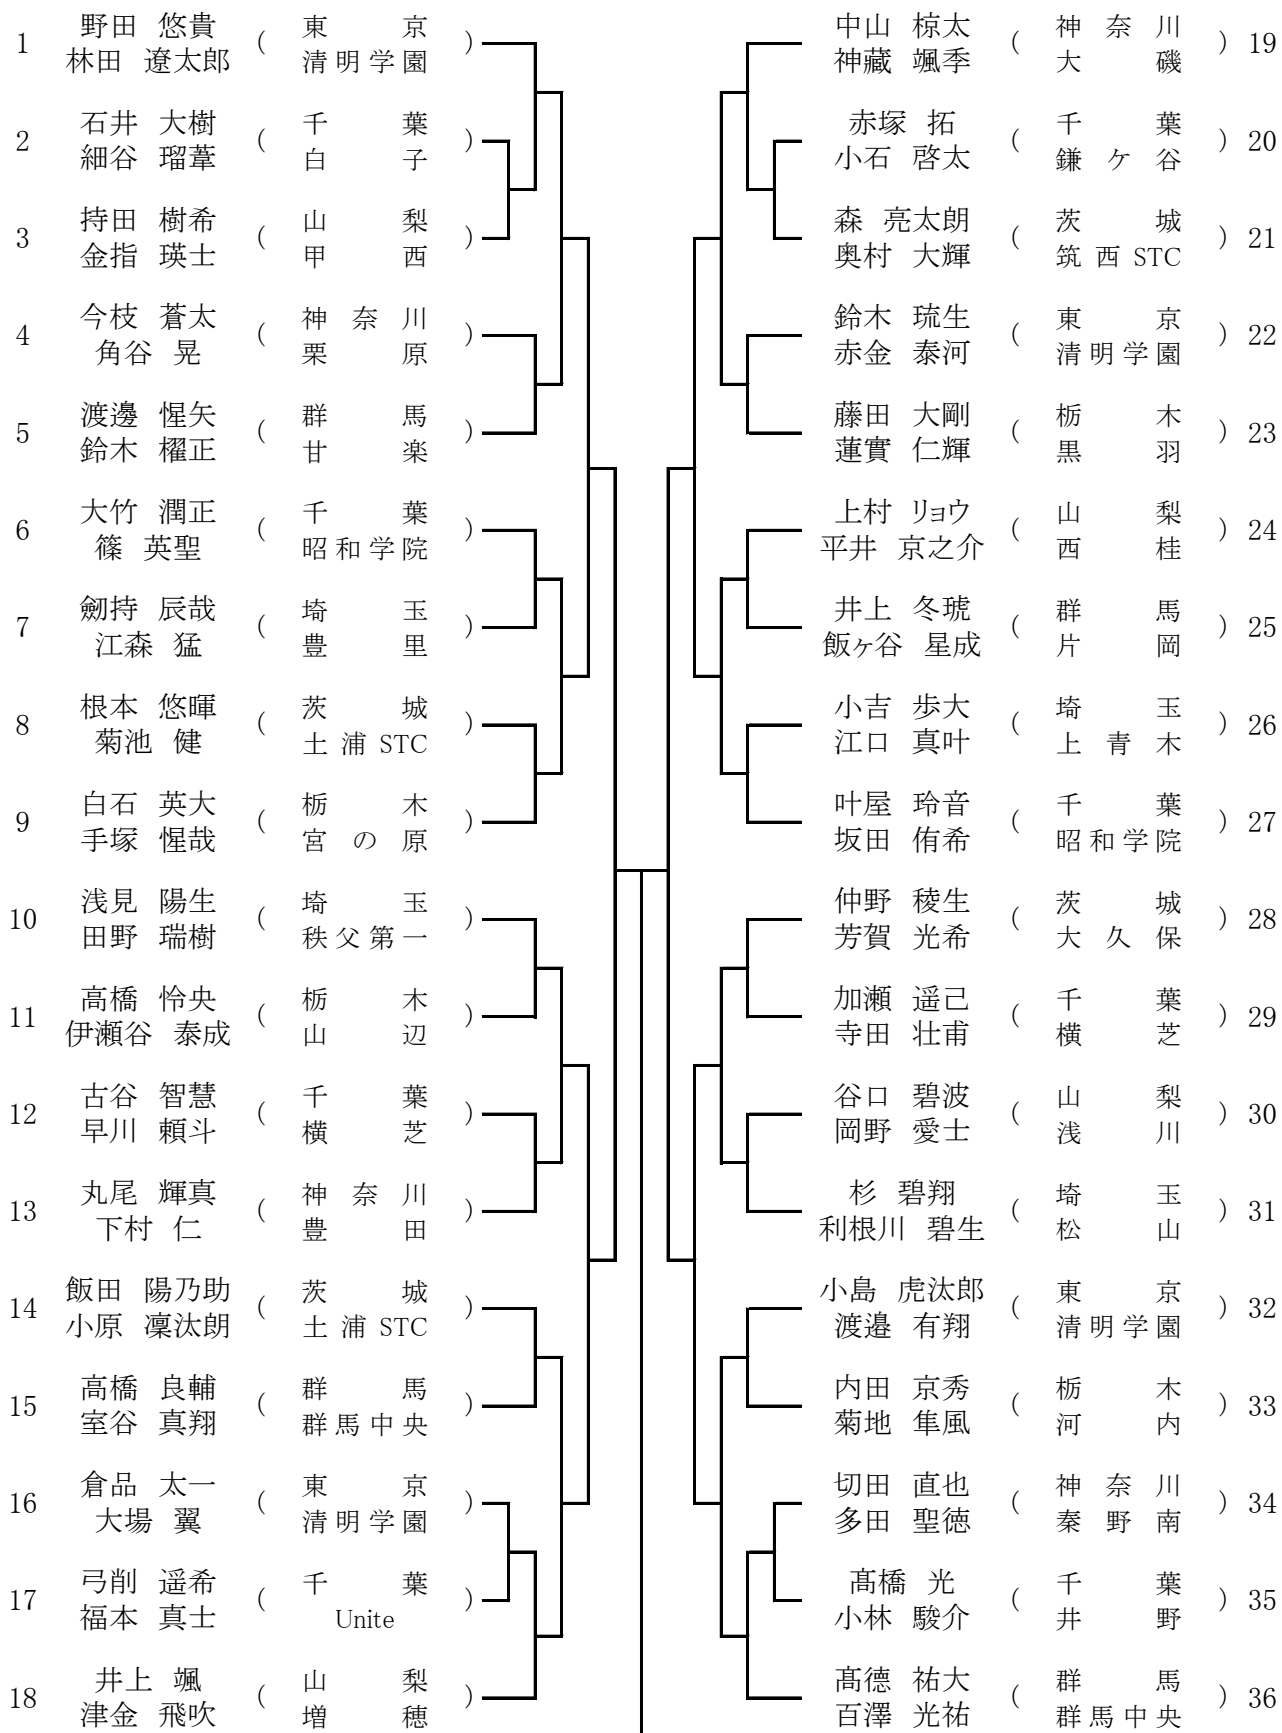 1 野田 悠貴 ( 東京 )
林田 遼太郎 清明学園
2 石井 大樹 ( 千葉 )
細谷 瑠葦 白子
3 持田 樹希 ( 山梨 )
金指 瑛士 甲西
4 今枝 蒼太 ( 神奈川 )
角谷 晃 栗原
5 渡邊 惺矢 ( 群馬 )
鈴木 櫂正 甘楽
6 大竹 潤正 ( 千葉 )
篠 英聖 昭和学院
7 劒持 辰哉 ( 埼玉 )
江森 猛 豊里
8 根本 悠暉 ( 茨城 )
菊池 健 土浦 STC
9 白石 英大 ( 栃木 )
手塚 惺哉 宮の原
10 浅見 陽生 ( 埼玉 )
田野 瑞樹 秩父第一
11 高橋 怜央 ( 栃木 )
伊瀬谷 泰成 山辺
12 古谷 智慧 ( 千葉 )
早川 頼斗 横芝
13 丸尾 輝真 ( 神奈川 )
下村 仁 豊田
14 飯田 陽乃助 ( 茨城 )
小原 凜汰朗 土浦 STC
15 高橋 良輔 ( 群馬 )
室谷 真翔 群馬中央
16 倉品 太一 ( 東京 )
大場 翼 清明学園
17 弓削 遥希 ( 千葉 )
福本 真士 Unite
18 井上 颯 ( 山梨 )
津金 飛吹 増穂
中山 椋太 ( 神奈川 ) 19
神藏 颯季 大磯
赤塚 拓 ( 千葉 ) 20
小石 啓太 鎌ケ谷
森 亮太朗 ( 茨城 ) 21
奥村 大輝 筑西 STC
鈴木 琉生 ( 東京 ) 22
赤金 泰河 清明学園
藤田 大剛 ( 栃木 ) 23
蓮實 仁輝 黒羽
上村 リョウ ( 山梨 ) 24
平井 京之介 西桂
井上 冬琥 ( 群馬 ) 25
飯ヶ谷 星成 片岡
小吉 歩大 ( 埼玉 ) 26
江口 真叶 上青木
叶屋 玲音 ( 千葉 ) 27
坂田 侑希 昭和学院
仲野 稜生 ( 茨城 ) 28
芳賀 光希 大久保
加瀬 遥己 ( 千葉 ) 29
寺田 壮甫 横芝
谷口 碧波 ( 山梨 ) 30
岡野 愛士 浅川
杉 碧翔 ( 埼玉 ) 31
利根川 碧生 松山
小島 虎汰郎 ( 東京 ) 32
渡邉 有翔 清明学園
内田 京秀 ( 栃木 ) 33
菊地 隼風 河内
切田 直也 ( 神奈川 ) 34
多田 聖徳 秦野南
髙橋 光 ( 千葉 ) 35
小林 駿介 井野
髙德 祐大 ( 群馬 ) 36
百澤 光祐 群馬中央